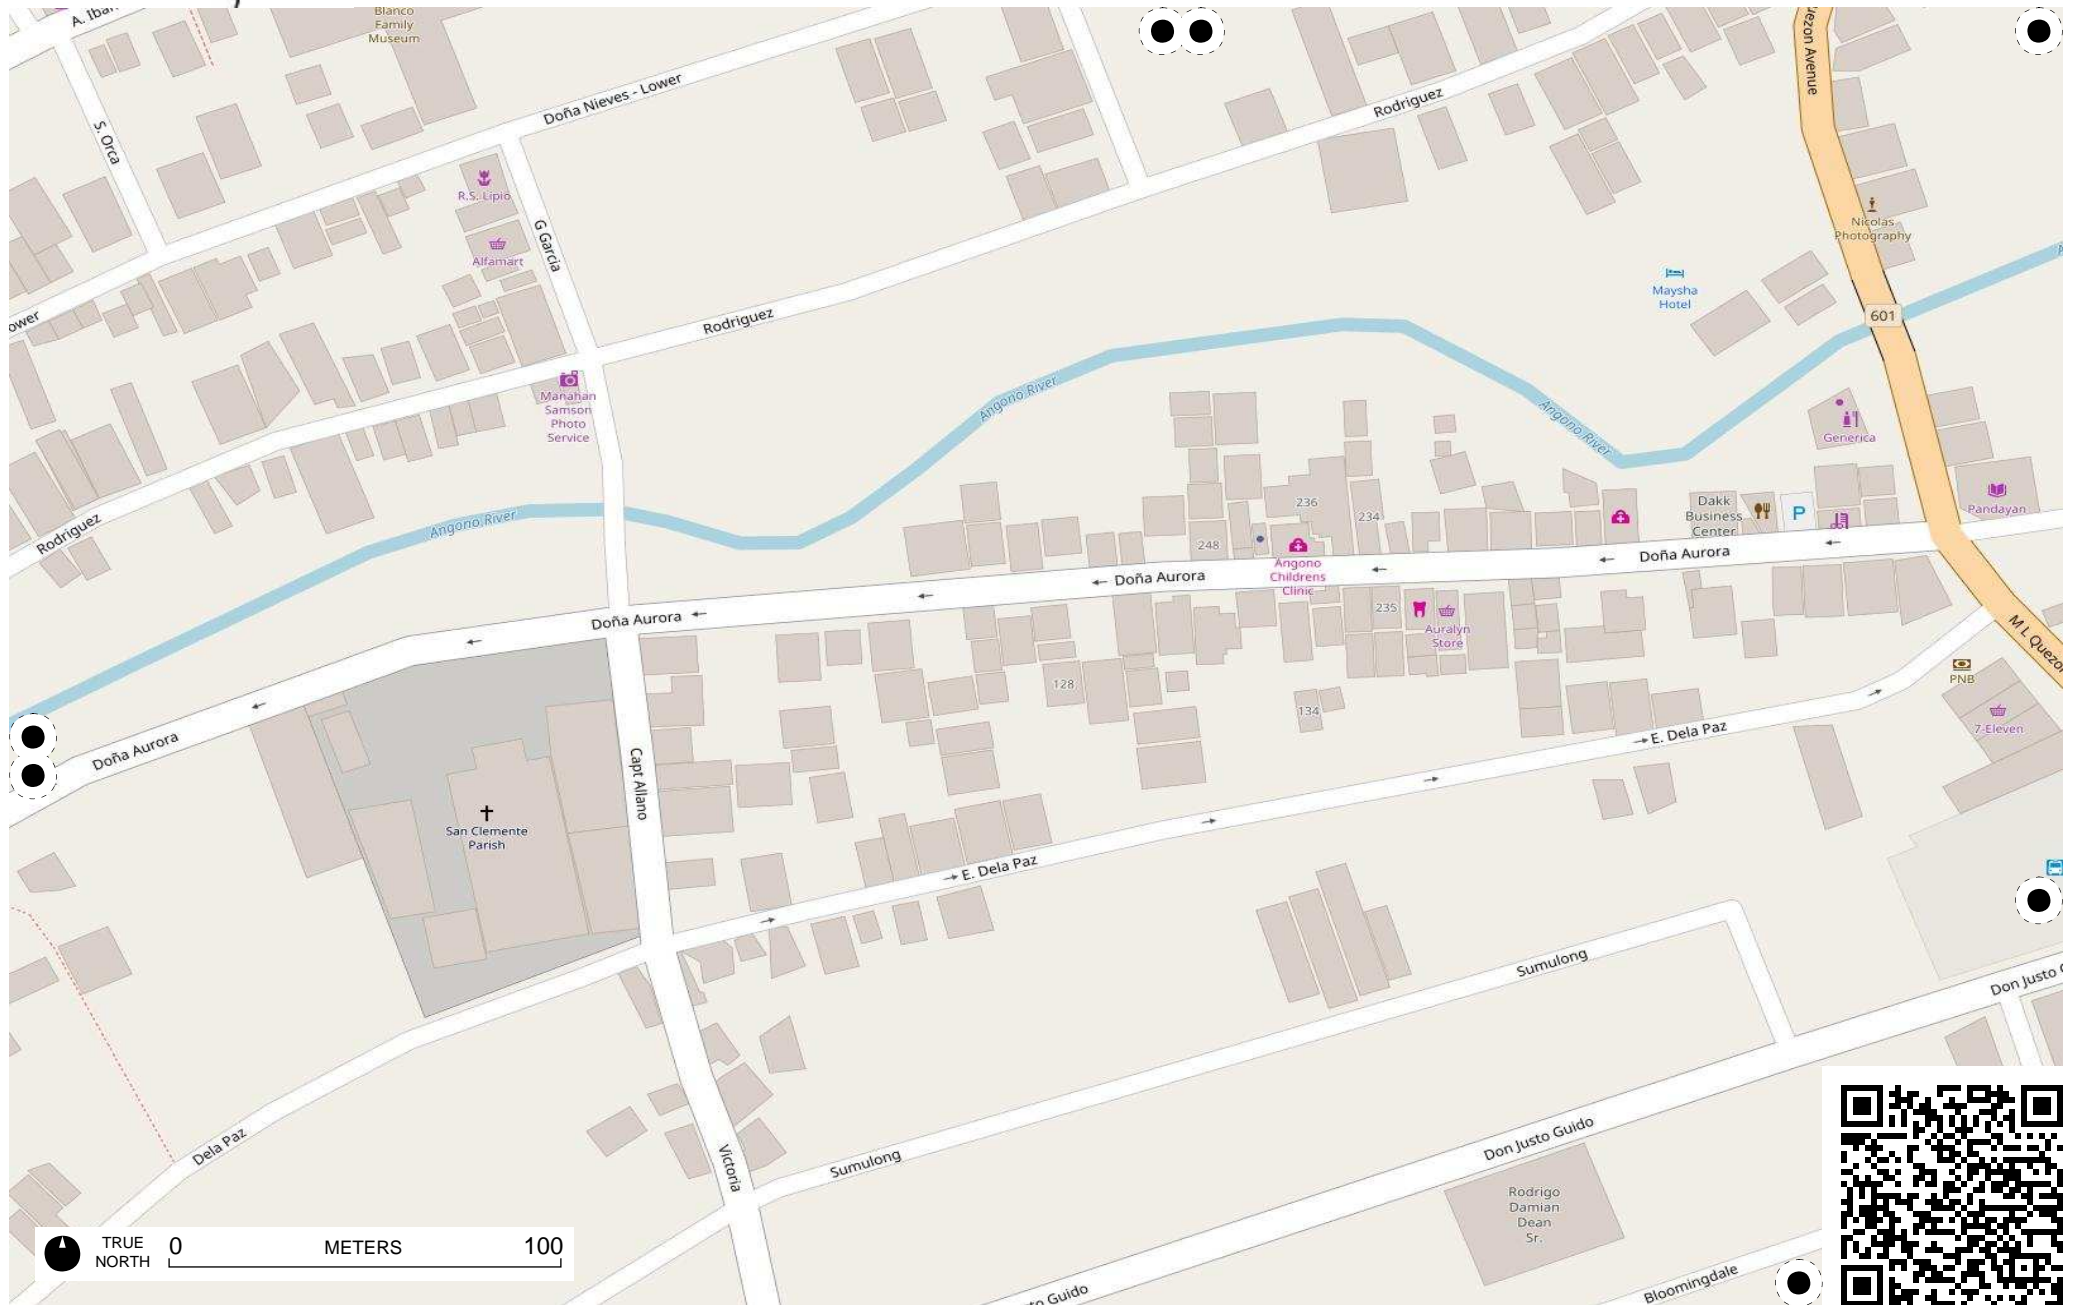 Blanco
Family
Museum
S. Orca
Doña Nieves - Lower
Rodriguez
R.S. Lipio
Alfamart
G Garcia
Nicolas
Photography
Maysha
Hotel
601
Rodriguez
Manahan
Samson
Photo
Service
Angono River
Angono River
Generica
Pandayan
Rodriguez
Angono River
236
234
248
Dakk
Business
Center
P
Doña Aurora
Angono
Childrens
Clinic
Doña Aurora
Doña Aurora
235
Auralyn
Store
M L Quezon
PNB
7-Eleven
128
134
Doña Aurora
Capt Allano
E. Dela Paz
San Clemente
Parish
E. Dela Paz
Sumulong
Don Justo
Dela Paz
Victoria
Sumulong
Don Justo Guido
Rodrigo
Damian
Dean
Sr.
TRUE
NORTH
0 METERS 100
Guido
Bloomingdale